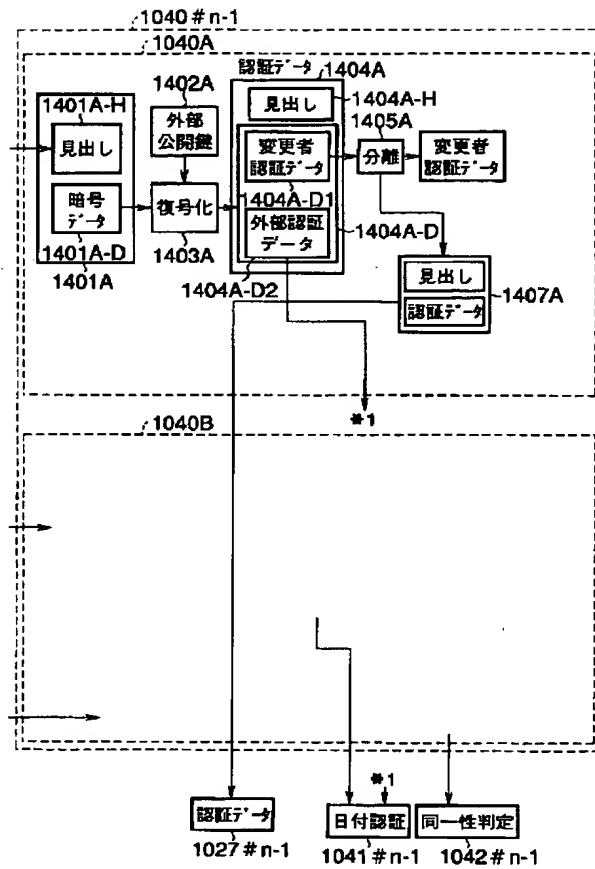 1040#n-1
1040A
認証データ
1404A
1401A-H
見出し
暗号
データ
1401A-D
1401A
1402A
外部
公開鍵
復号化
1403A
見出し
1404A-H
変更者
認証データ
1404A-D1
外部認証
データ
1404A-D
1404A-D2
1405A
分離
変更者
認証データ
見出し
認証データ
1407A
*1
1040B
*1
認証データ
1027#n-1
日付認証
1041#n-1
同一性判定
1042#n-1